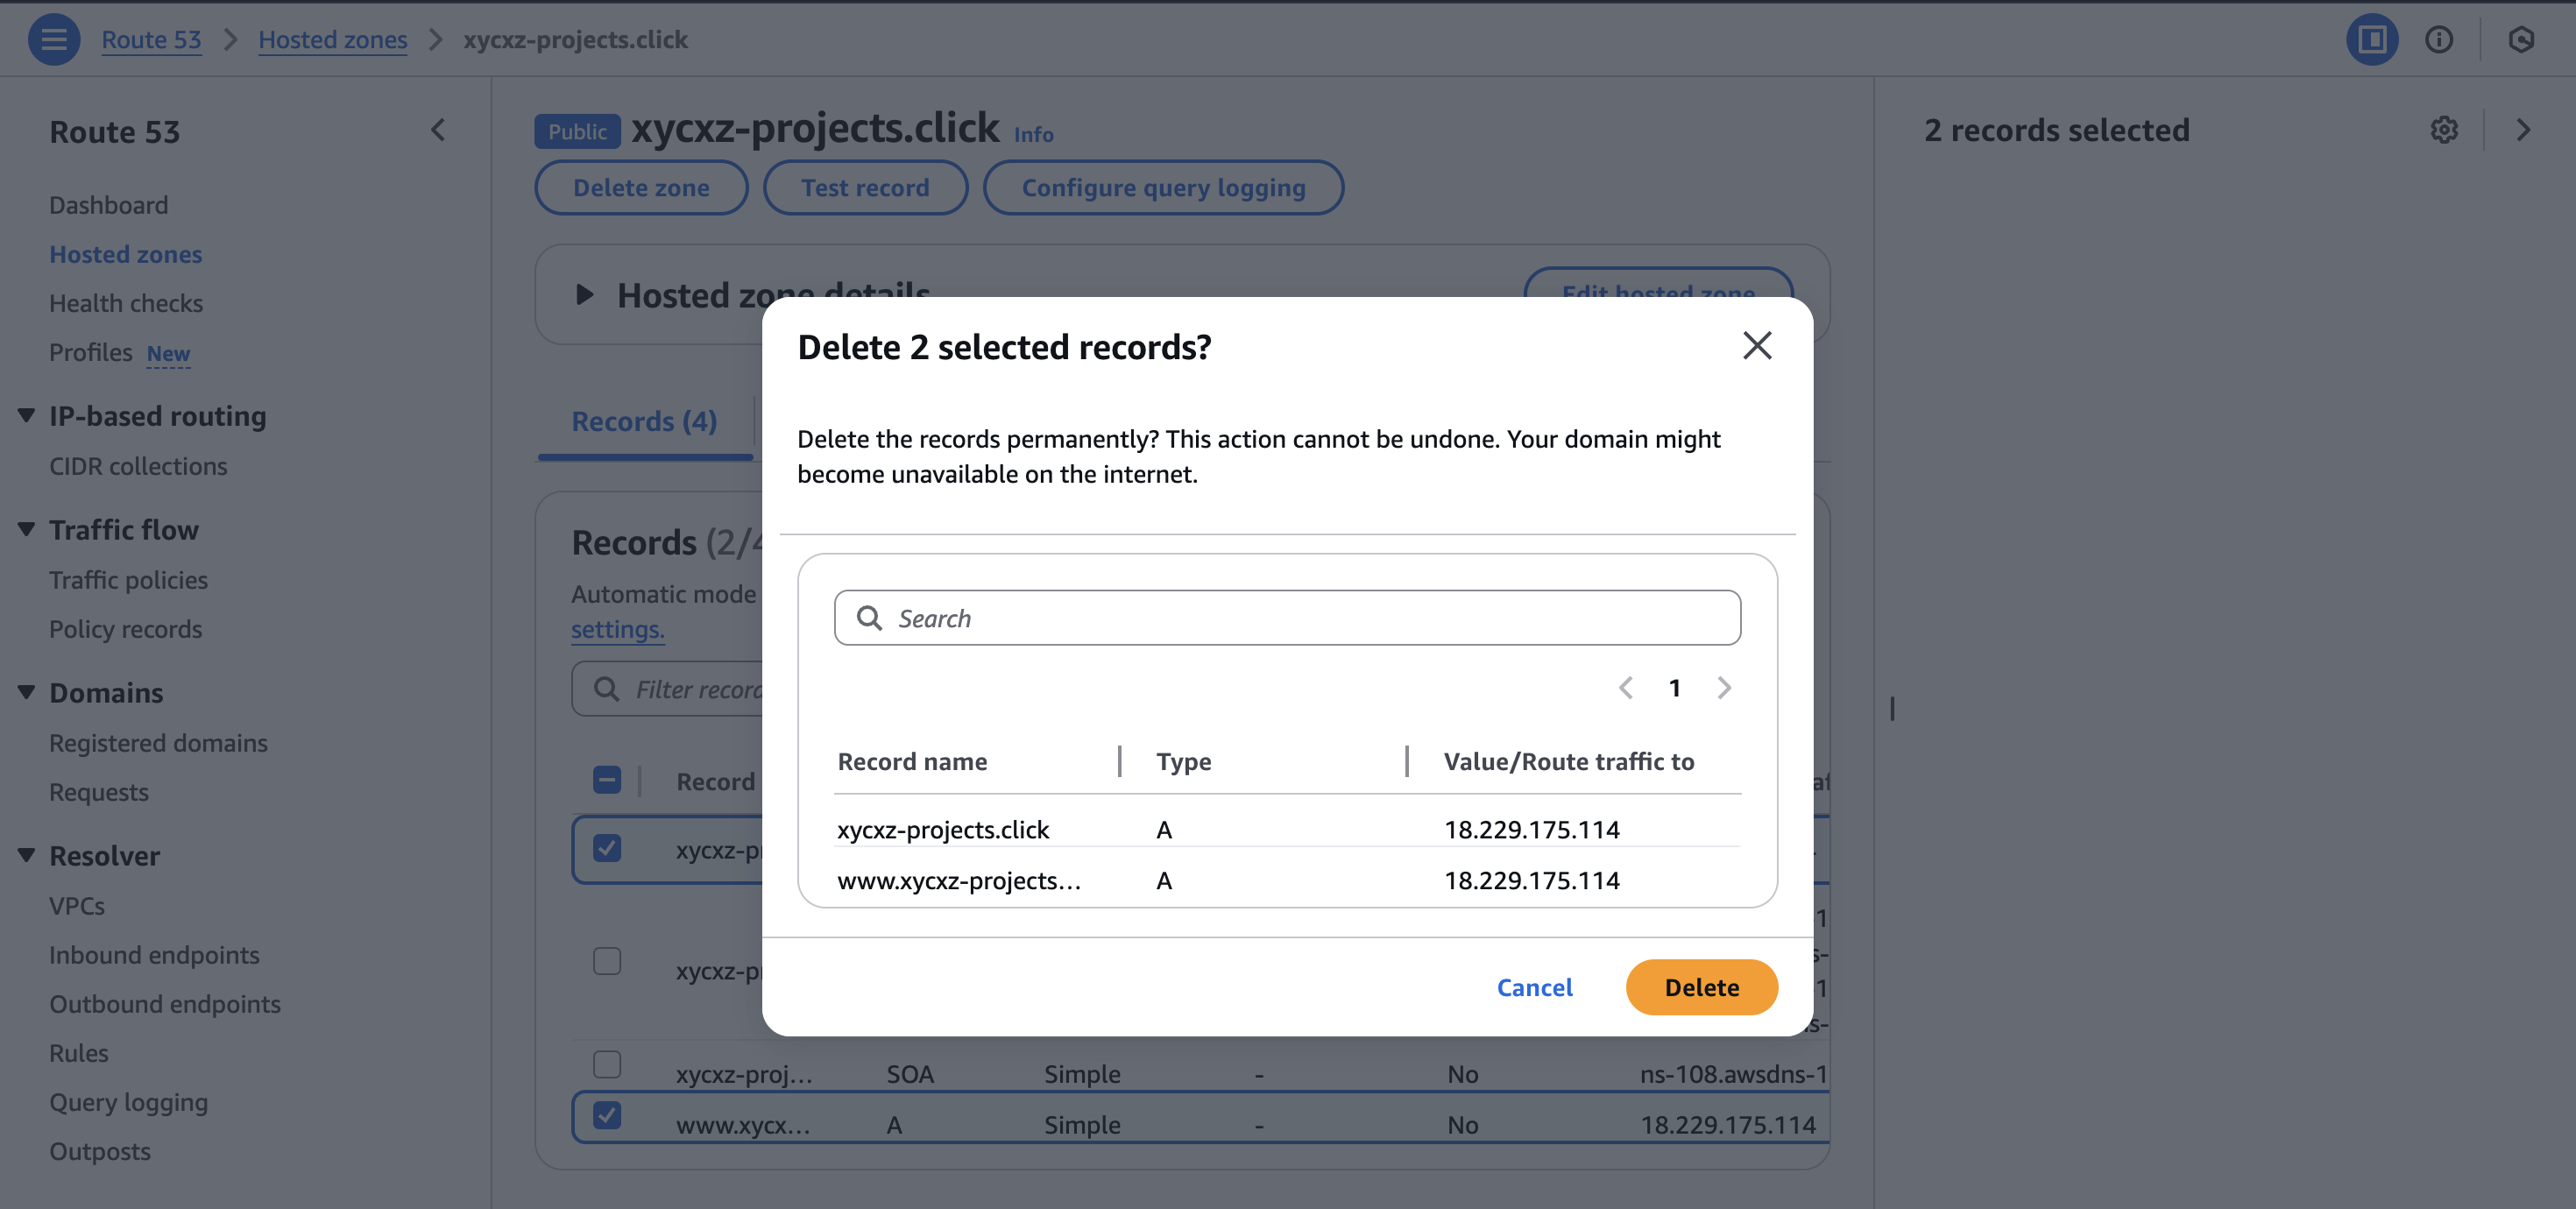 Route 53 > Hosted zones > xycxz-projects.click
Route 53
Dashboard
Hosted zones
Health checks
Profiles New
IP-based routing
CIDR collections
Traffic flow
Traffic policies
Policy records
Domains
Registered domains
Requests
Resolver
VPCs
Inbound endpoints
Outbound endpoints
Rules
Query logging
Outposts
Public xycxz-projects.click Info
Delete zone Test record Configure query logging
Hosted zone details Edit hosted zone
Records (4)
Records (2/4
Automatic mode
settings.
Filter record
Record
xycxz-p
xycxz-p
xycxz-proj... SOA Simple - No ns-108.awsdns-1
www.xycx... A Simple - No 18.229.175.114
2 records selected
Delete 2 selected records?
Delete the records permanently? This action cannot be undone. Your domain might
become unavailable on the internet.
Search
1
Record name Type Value/Route traffic to
xycxz-projects.click A 18.229.175.114
www.xycxz-projects... A 18.229.175.114
Cancel Delete